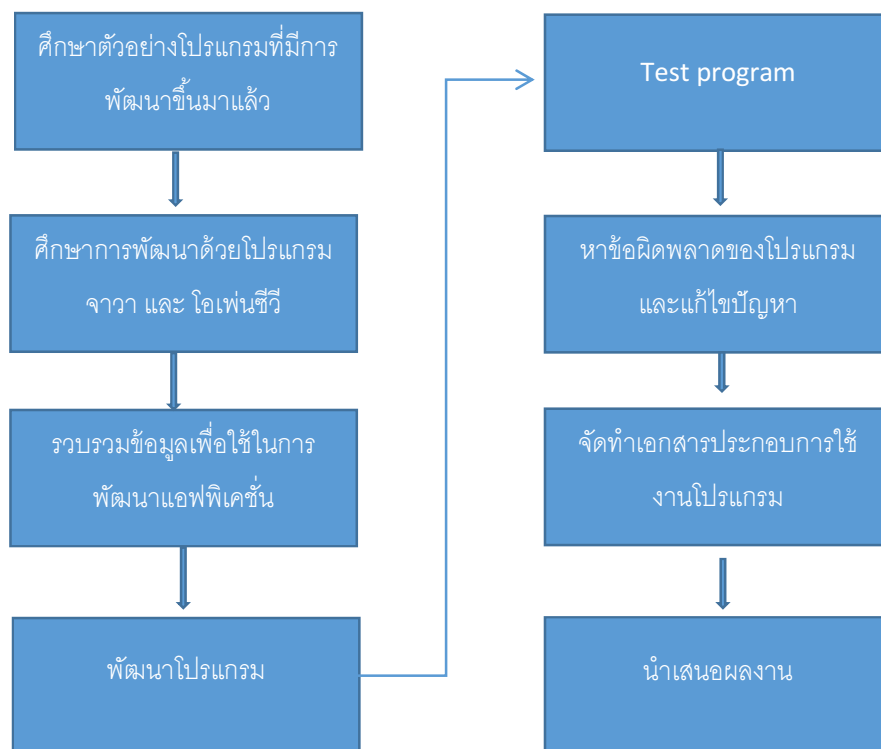 ศึกษาตัวอย่างโปรแกรมที่มีการ
พัฒนาขึ้นมาแล้ว
ศึกษาการพัฒนาด้วยโปรแกรม
จาวา และ โอเพ่นซีวี
รวบรวมข้อมูลเพื่อใช้ในการ
พัฒนาแอฟพิเคชั่น
พัฒนาโปรแกรม
Test program
หาข้อผิดพลาดของโปรแกรม
และแก้ไขปัญหา
จัดทำเอกสารประกอบการใช้
งานโปรแกรม
นำเสนอผลงาน